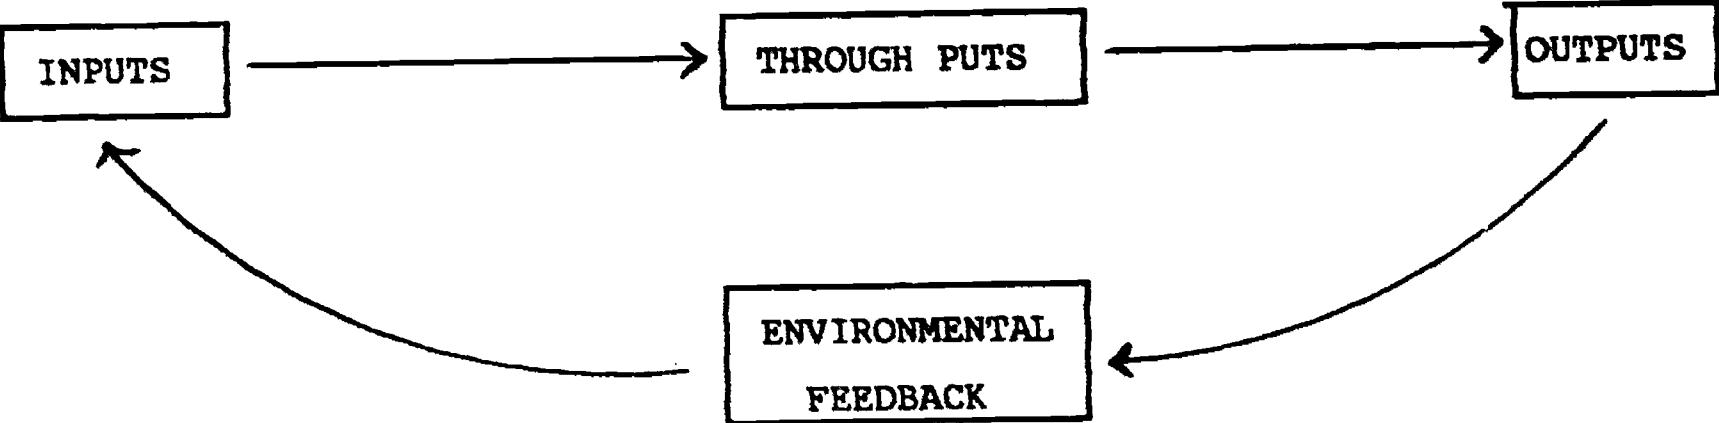 INPUTS
THROUGH PUTS
OUTPUTS
ENVIRONMENTAL
FEEDBACK